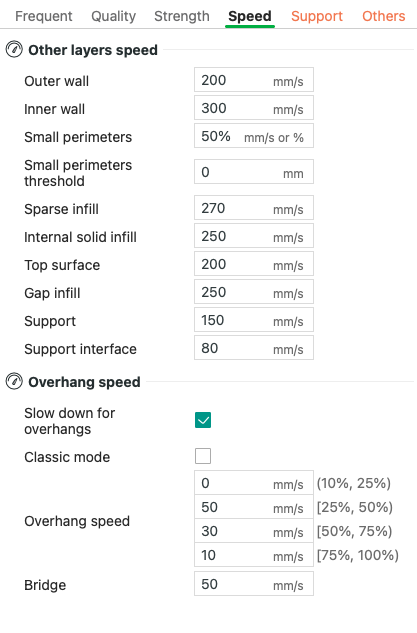 Frequent Quality Strength Speed Support Others
Other layers speed
Outer wall 200 mm/s
Inner wall 300 mm/s
Small perimeters 50% mm/s or %
Small perimeters
threshold 0 mm
Sparse infill 270 mm/s
Internal solid infill 250 mm/s
Top surface 200 mm/s
Gap infill 250 mm/s
Support 150 mm/s
Support interface 80 mm/s
Overhang speed
Slow down for
overhangs
Classic mode
0 mm/s (10%, 25%)
50 mm/s [25%, 50%)
Overhang speed
30 mm/s [50%, 75%)
10 mm/s [75%, 100%)
Bridge 50 mm/s